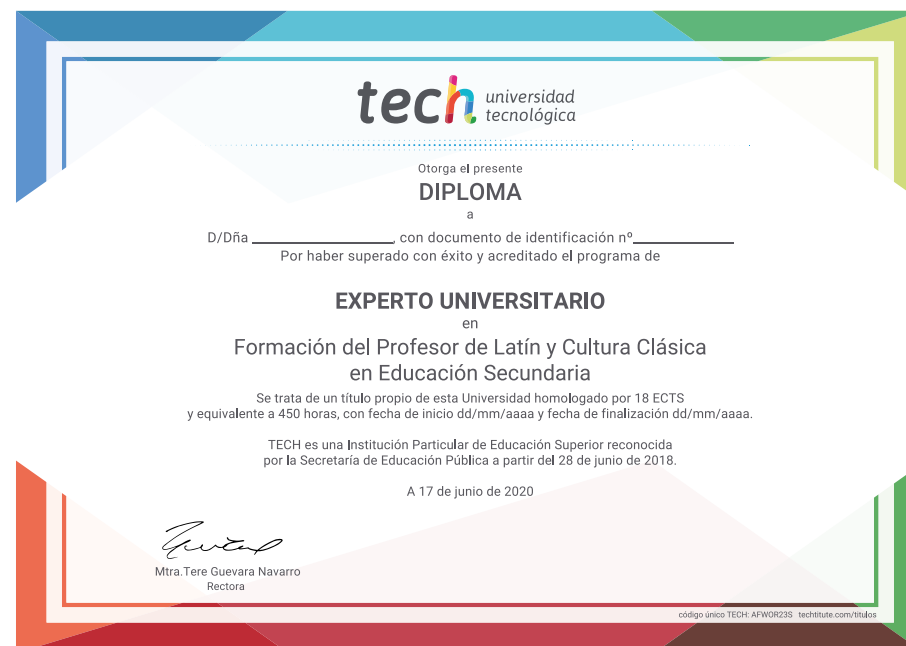 tech universidad
tecnológica
Otorga el presente
DIPLOMA
a
D/Dña ____________________, con documento de identificación nº______________
Por haber superado con éxito y acreditado el programa de
EXPERTO UNIVERSITARIO
en
Formación del Profesor de Latín y Cultura Clásica
en Educación Secundaria
Se trata de un título propio de esta Universidad homologado por 18 ECTS
y equivalente a 450 horas, con fecha de inicio dd/mm/aaaa y fecha de finalización dd/mm/aaaa.
TECH es una Institución Particular de Educación Superior reconocida
por la Secretaría de Educación Pública a partir del 28 de junio de 2018.
A 17 de junio de 2020
Mtra.Tere Guevara Navarro
Rectora
código único TECH: AFWOR23S techtitute.com/titulos